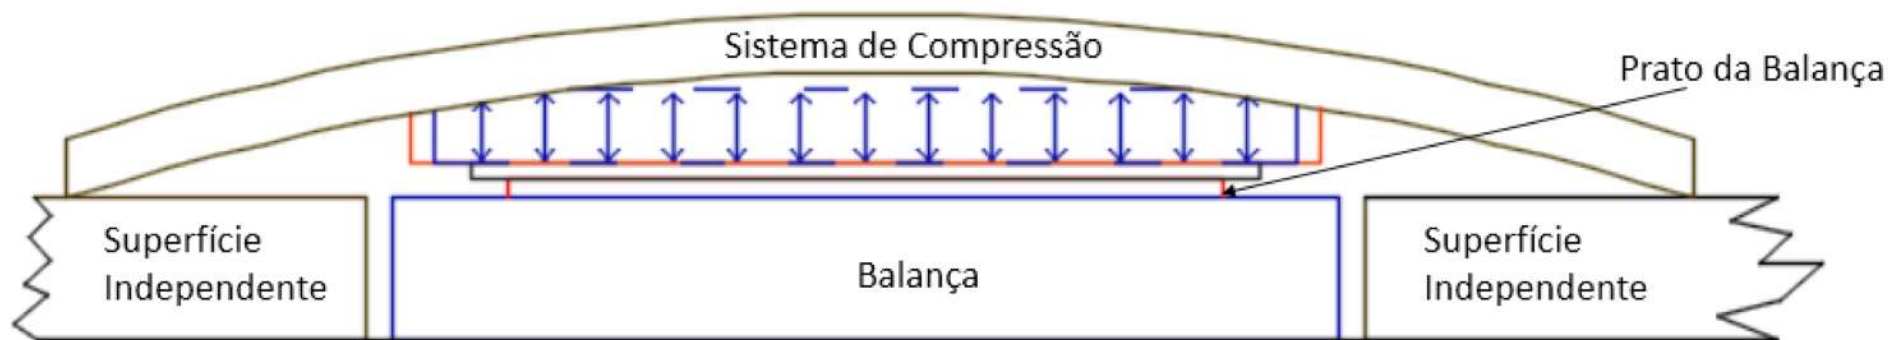 Sistema de Compressão
Prato da Balança
Superfície
Independente
Balança
Superfície
Independente